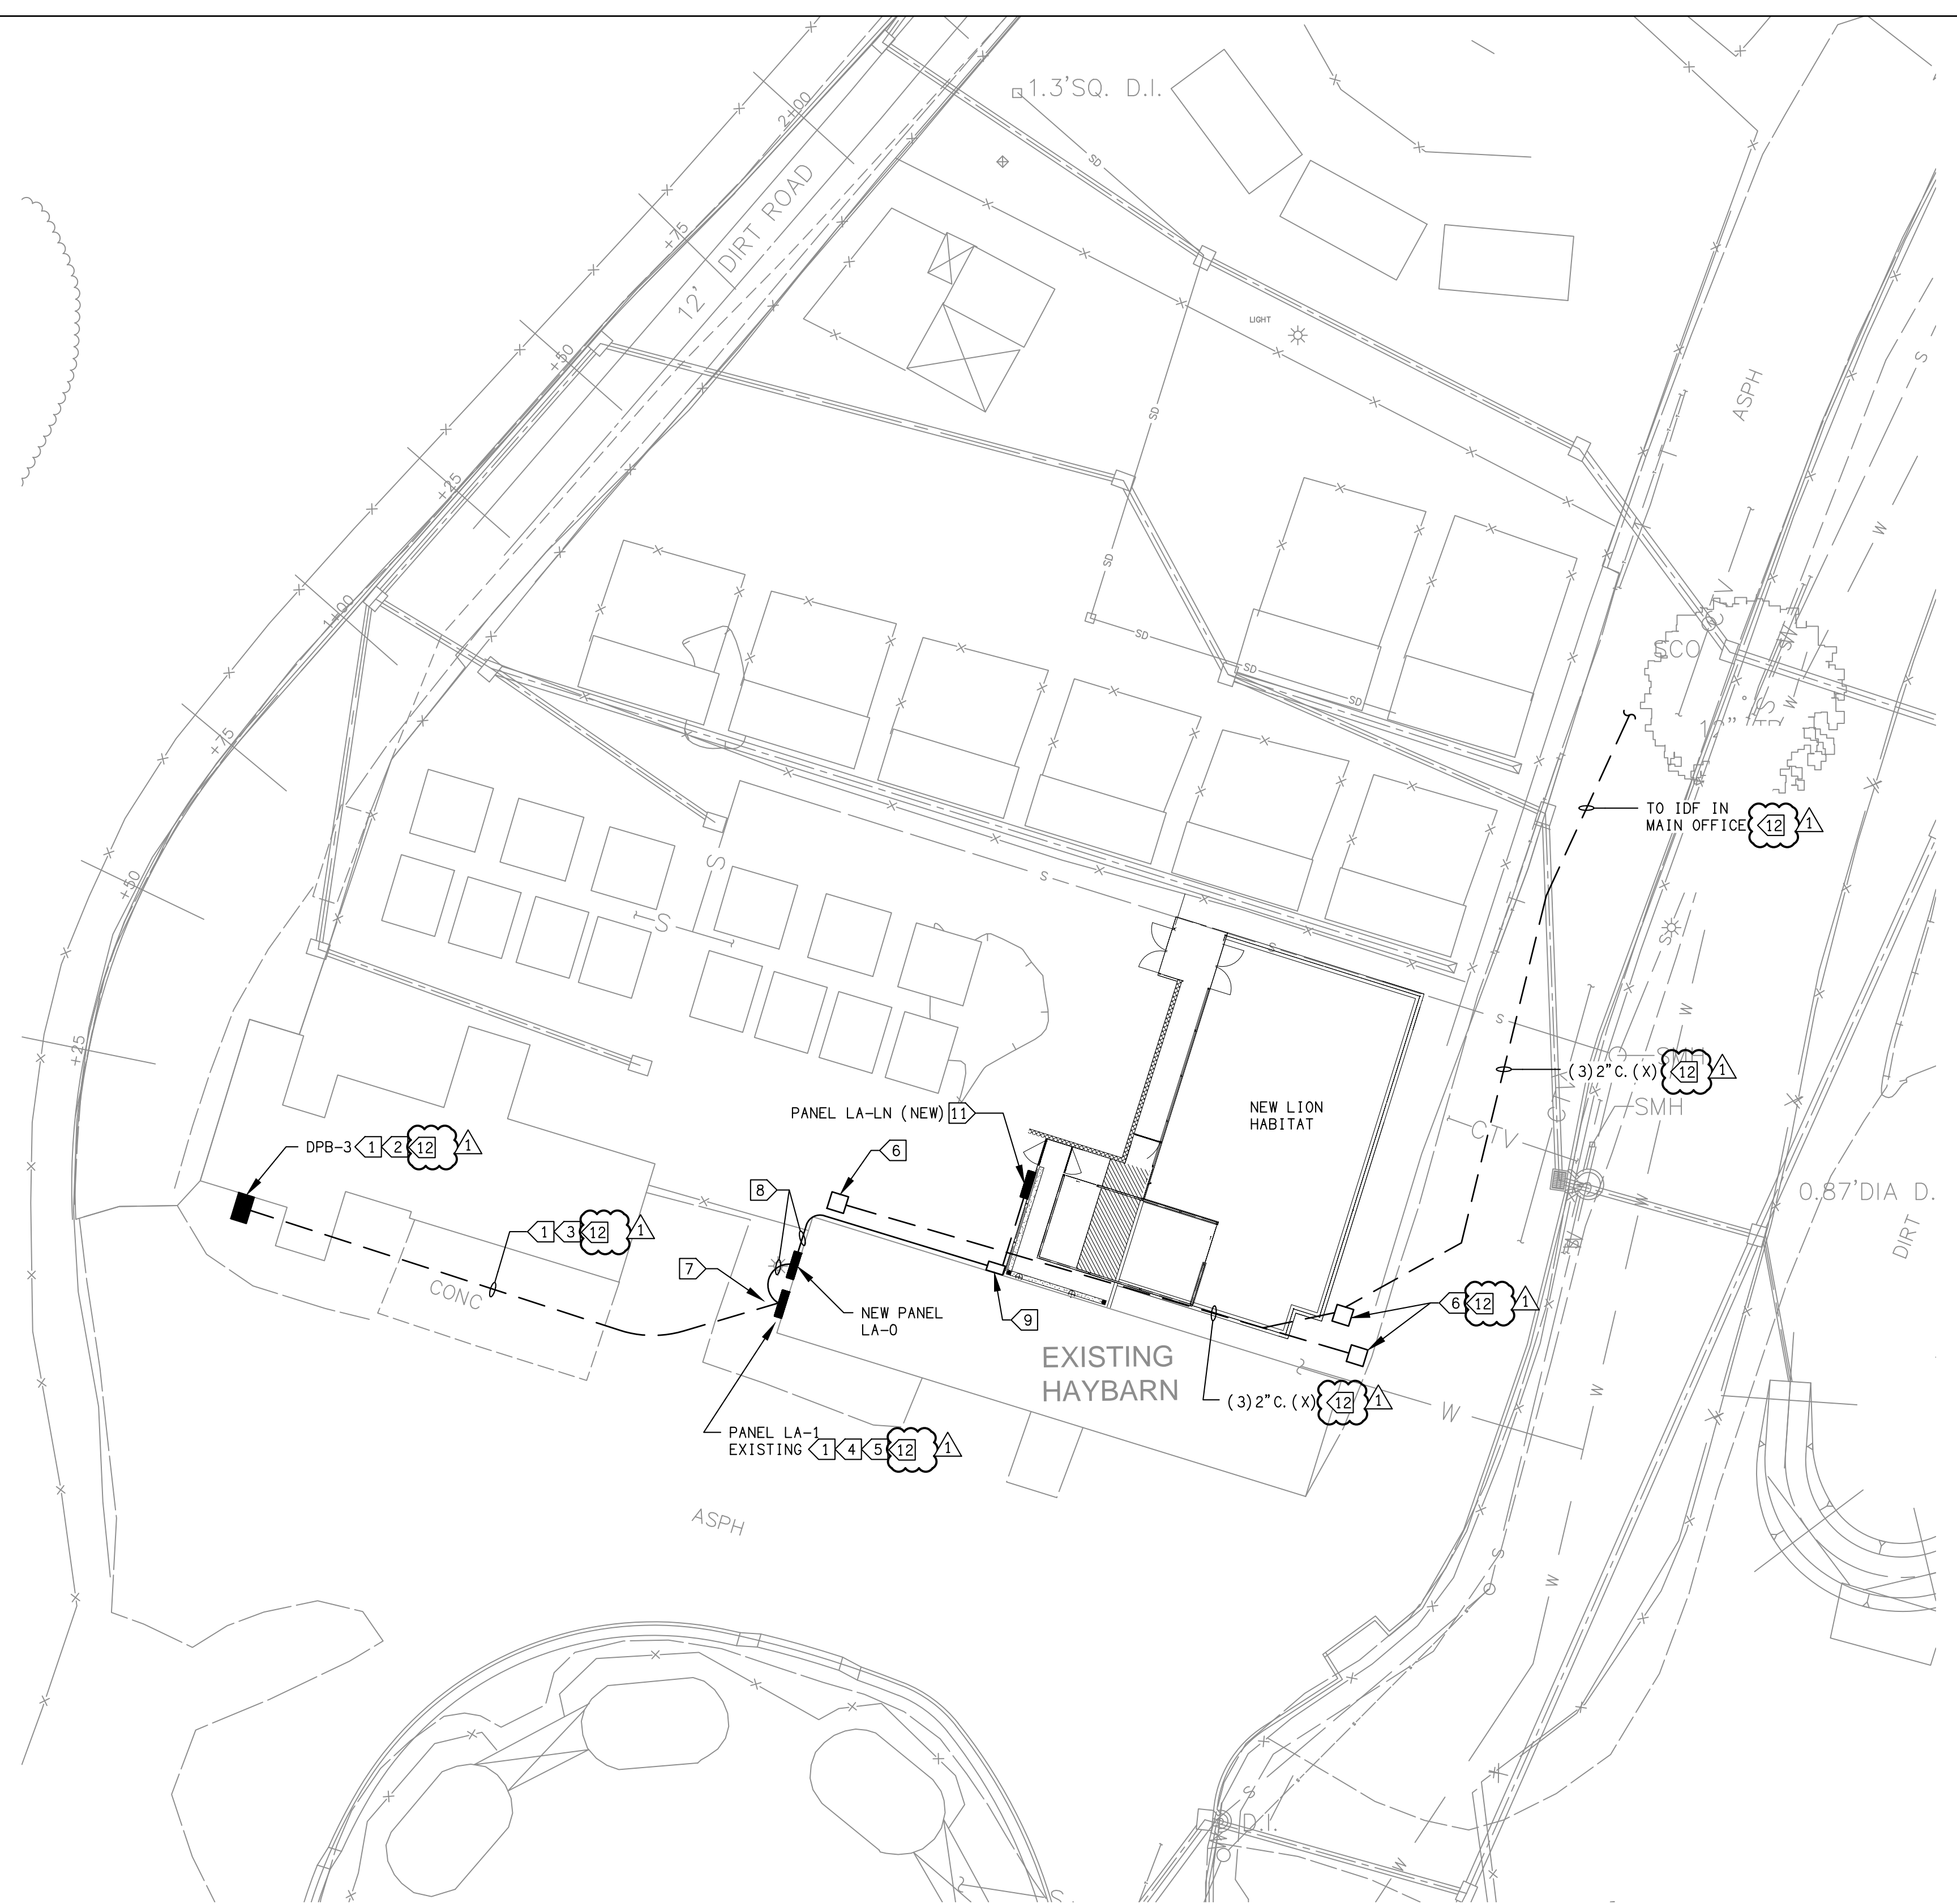 1.3'SQ. D.I.
SD
2+00
12' DIRT ROAD
+75
LIGHT
+50
SD
ASPH
S
+25
W
SD
1+00
SD
SD
SD
SCO
W
S
+75
TO IDF IN
MAIN OFFICE 12 1
S
S
S
+50
S
S
W
S
+25
SMH
(3)2"C.(X) 12 1
PANEL LA-LN (NEW) 11
NEW LION
HABITAT
SMH
CTV
CTV
DPB-3 1 2 12 1
6
8
0.87'DIA D.
W
DIRT
1 3 12 1
CONC
7
NEW PANEL
LA-0
9
6 12 1
EXISTING
HAYBARN
(3)2"C.(X) 12 1
W
W
W
PANEL LA-1
EXISTING 1 4 5 12 1
ASPH
S
W
S
D.I.
W
S